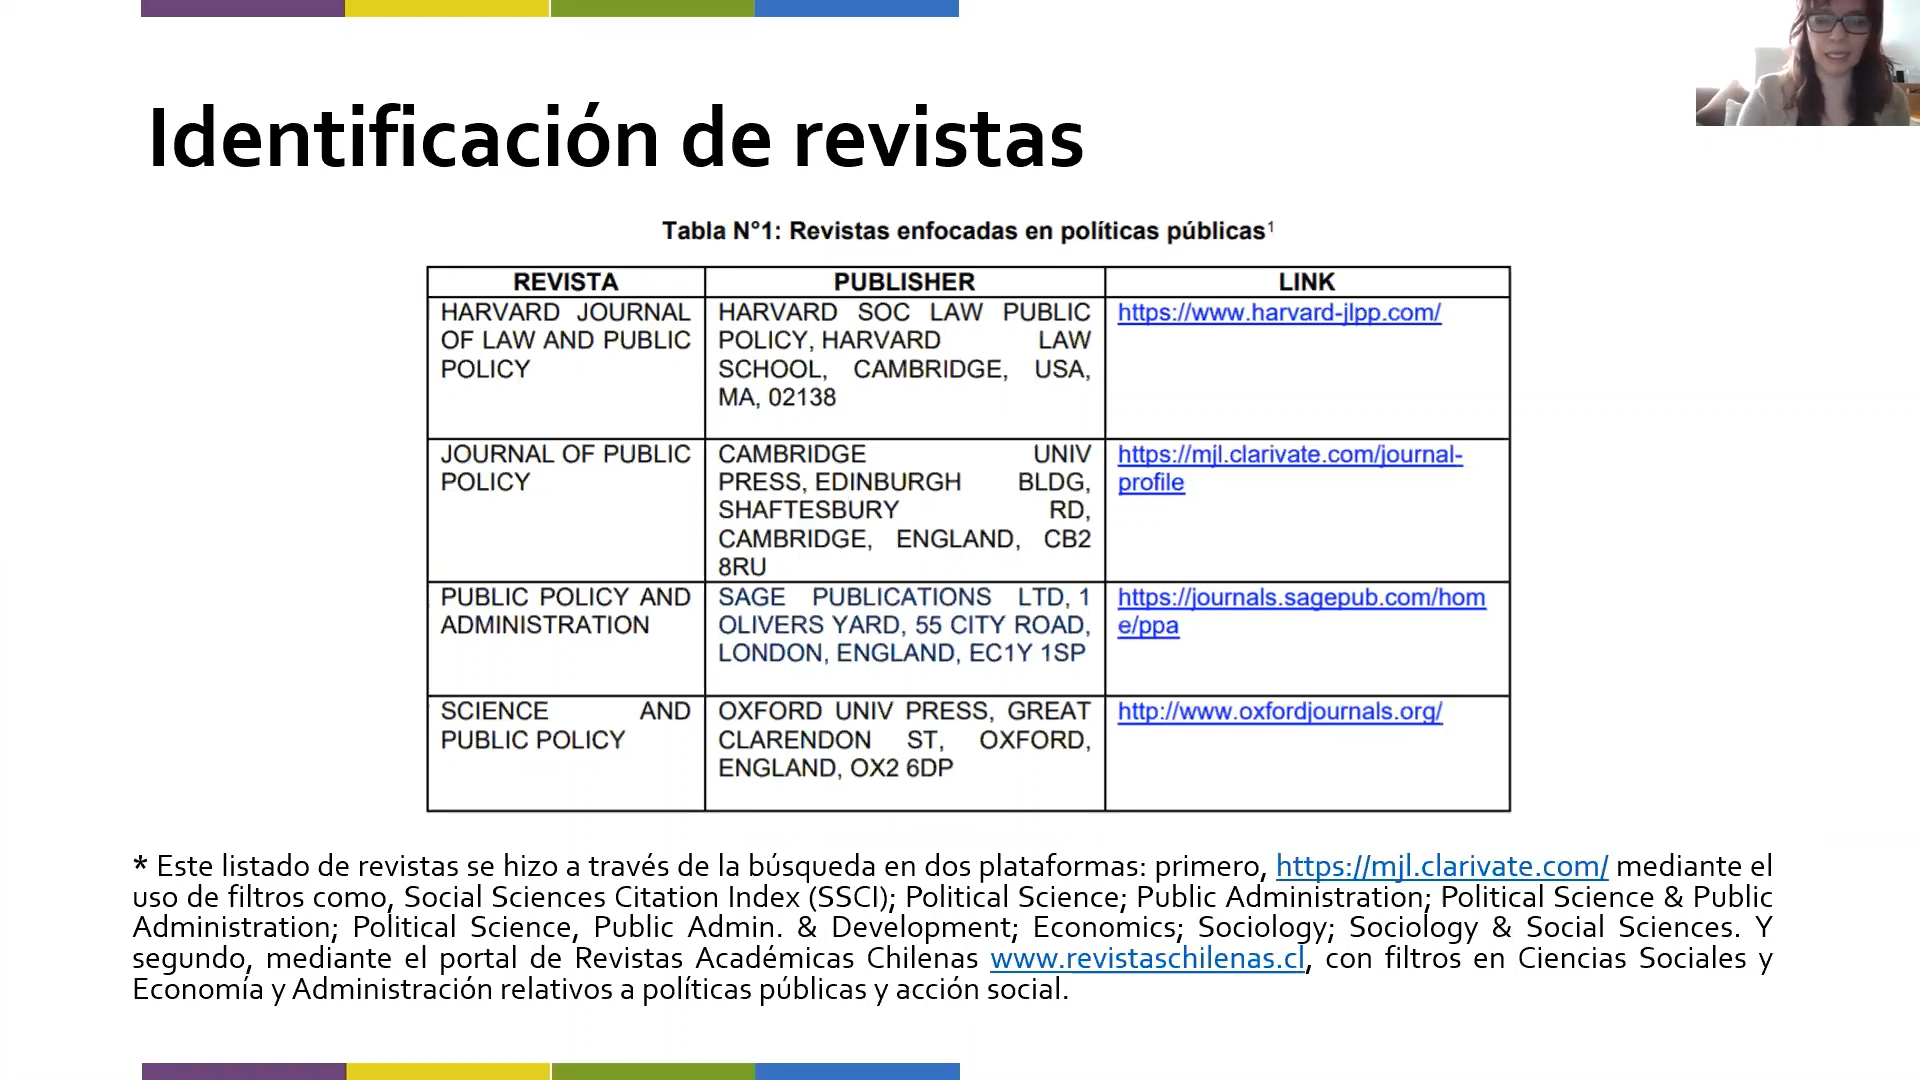 Identificación de revistas
Tabla N°1: Revistas enfocadas en políticas públicas¹
REVISTA
PUBLISHER
LINK
HARVARD JOURNAL
OF LAW AND PUBLIC
POLICY
HARVARD SOC LAW PUBLIC
POLICY, HARVARD LAW
SCHOOL, CAMBRIDGE, USA,
MA, 02138
https://www.harvard-jlpp.com/
JOURNAL OF PUBLIC
POLICY
CAMBRIDGE UNIV
PRESS, EDINBURGH BLDG,
SHAFTESBURY RD,
CAMBRIDGE, ENGLAND, CB2
8RU
https://mjl.clarivate.com/journal-
profile
PUBLIC POLICY AND
ADMINISTRATION
SAGE PUBLICATIONS LTD, 1
OLIVERS YARD, 55 CITY ROAD,
LONDON, ENGLAND, EC1Y 1SP
https://journals.sagepub.com/hom
e/ppa
SCIENCE AND
PUBLIC POLICY
OXFORD UNIV PRESS, GREAT
CLARENDON ST, OXFORD,
ENGLAND, OX2 6DP
http://www.oxfordjournals.org/
* Este listado de revistas se hizo a través de la búsqueda en dos plataformas: primero, https://mjl.clarivate.com/ mediante el
uso de filtros como, Social Sciences Citation Index (SSCI); Political Science; Public Administration; Political Science & Public
Administration; Political Science, Public Admin. & Development; Economics; Sociology; Sociology & Social Sciences. Y
segundo, mediante el portal de Revistas Académicas Chilenas www.revistaschilenas.cl, con filtros en Ciencias Sociales y
Economía y Administración relativos a políticas públicas y acción social.